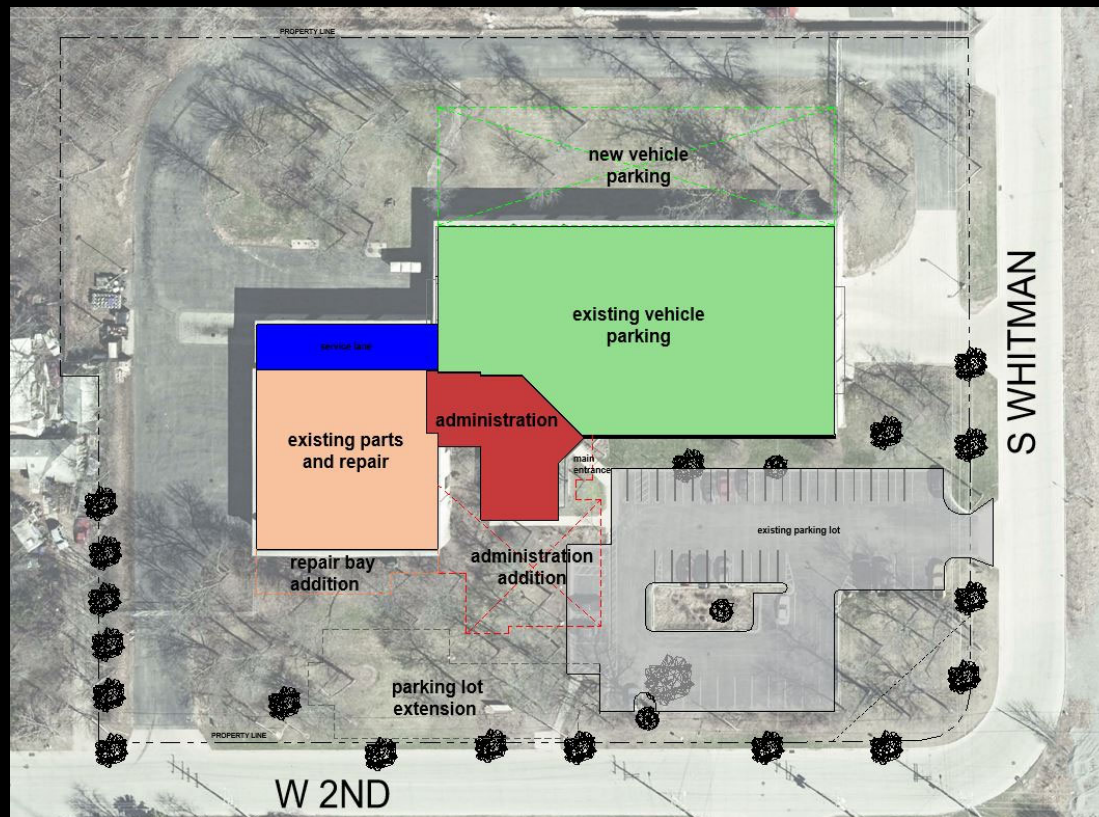 PROPERTY LINE
new vehicle
parking
existing vehicle
parking
service lane
administration
existing parts
and repair
main
entrance
existing parking lot
administration
addition
repair bay
addition
parking lot
extension
PROPERTY LINE
W 2ND
S WHITMAN